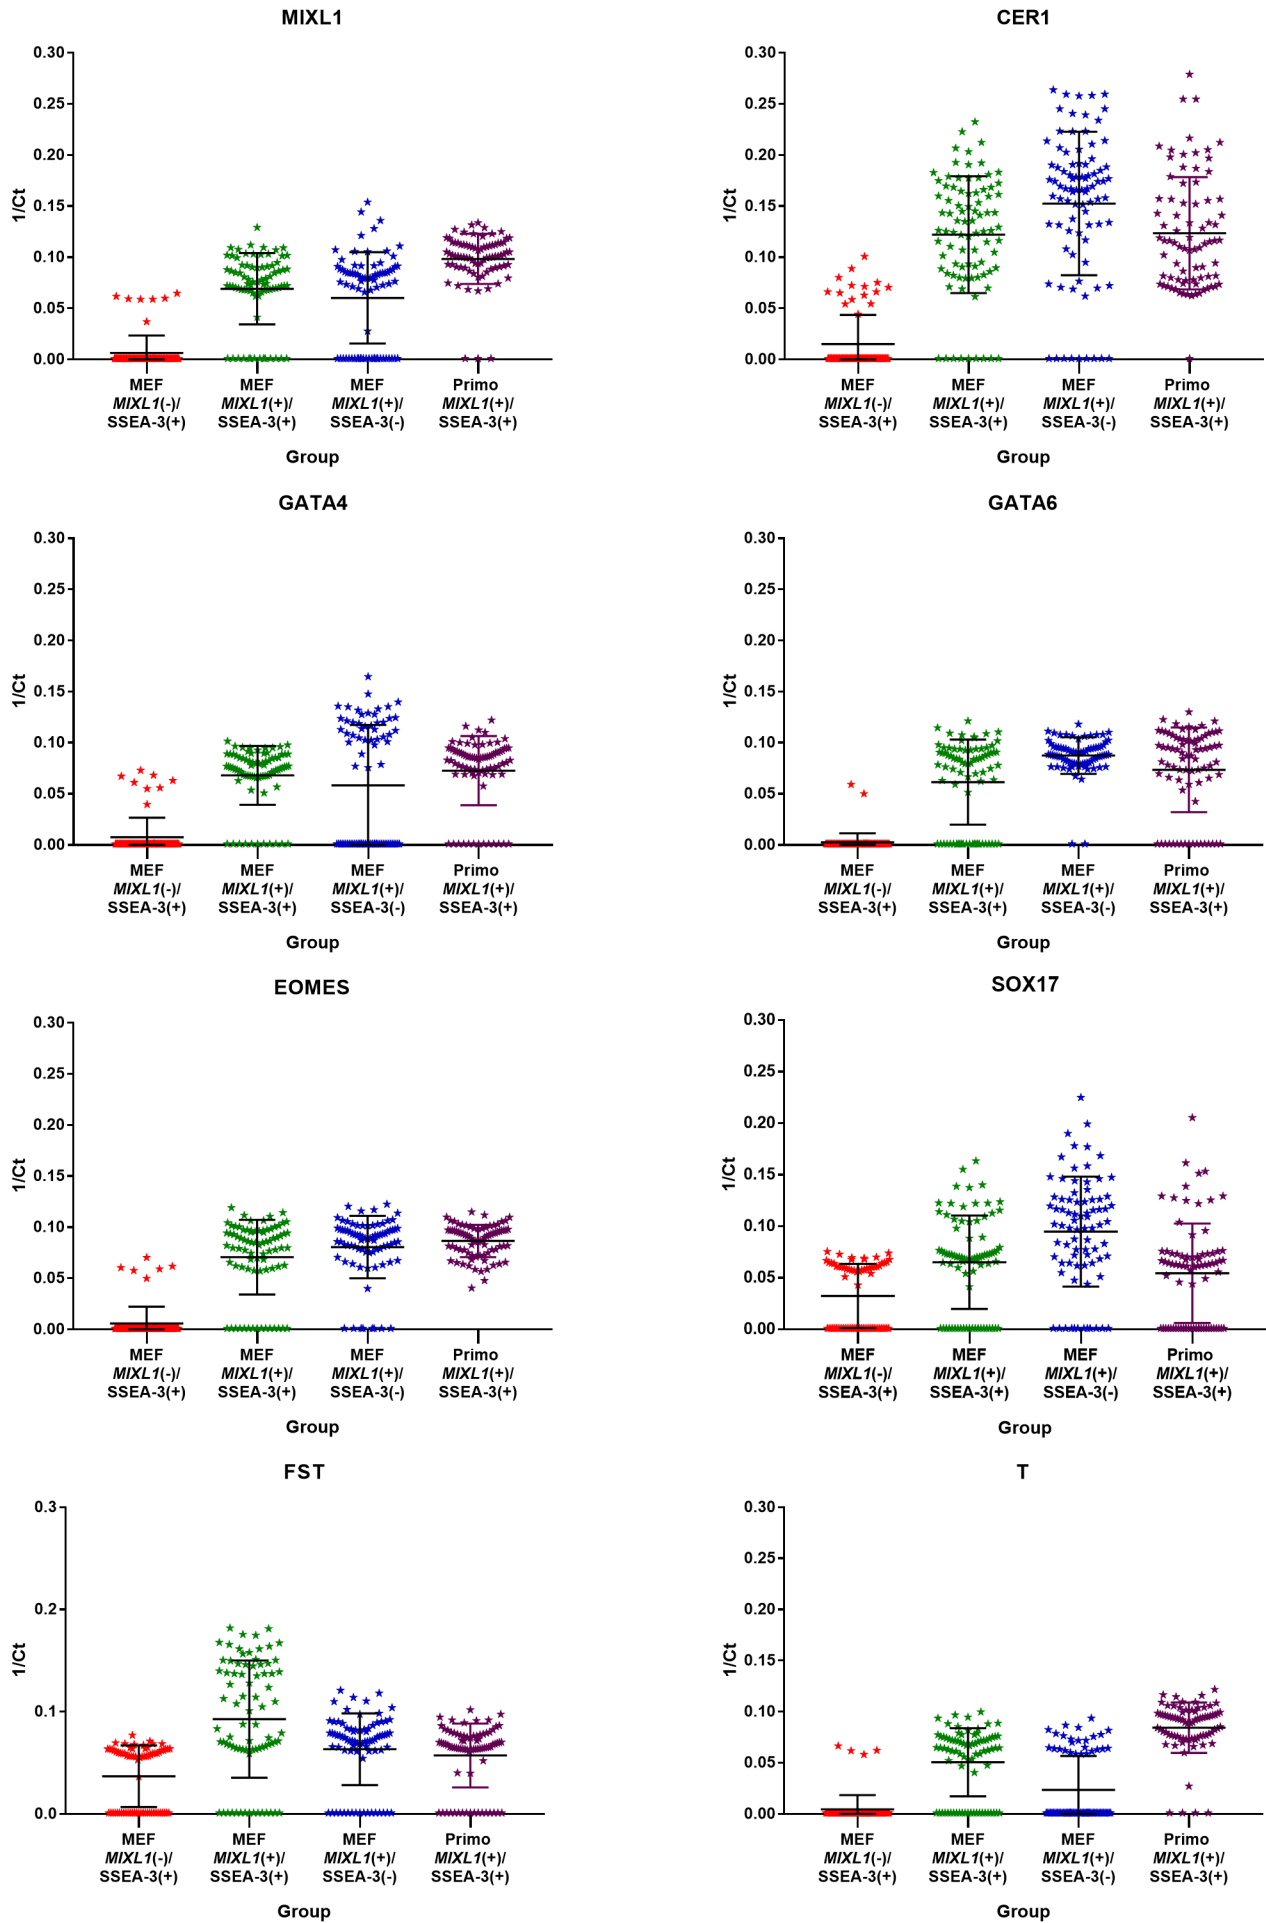 MIXL1
0.30
0.25
0.20
0.15
0.10
0.05
0.00
1/Ct
MEF
MIXL1(-)/
SSEA-3(+)
MEF
MIXL1(+)/
SSEA-3(+)
MEF
MIXL1(+)/
SSEA-3(-)
Primo
MIXL1(+)/
SSEA-3(+)
Group
CER1
0.30
0.25
0.20
0.15
0.10
0.05
0.00
1/Ct
MEF
MIXL1(-)/
SSEA-3(+)
MEF
MIXL1(+)/
SSEA-3(+)
MEF
MIXL1(+)/
SSEA-3(-)
Primo
MIXL1(+)/
SSEA-3(+)
Group
GATA4
0.30
0.25
0.20
0.15
0.10
0.05
0.00
1/Ct
MEF
MIXL1(-)/
SSEA-3(+)
MEF
MIXL1(+)/
SSEA-3(+)
MEF
MIXL1(+)/
SSEA-3(-)
Primo
MIXL1(+)/
SSEA-3(+)
Group
GATA6
0.30
0.25
0.20
0.15
0.10
0.05
0.00
1/Ct
MEF
MIXL1(-)/
SSEA-3(+)
MEF
MIXL1(+)/
SSEA-3(+)
MEF
MIXL1(+)/
SSEA-3(-)
Primo
MIXL1(+)/
SSEA-3(+)
Group
EOMES
0.30
0.25
0.20
0.15
0.10
0.05
0.00
1/Ct
MEF
MIXL1(-)/
SSEA-3(+)
MEF
MIXL1(+)/
SSEA-3(+)
MEF
MIXL1(+)/
SSEA-3(-)
Primo
MIXL1(+)/
SSEA-3(+)
Group
SOX17
0.30
0.25
0.20
0.15
0.10
0.05
0.00
1/Ct
MEF
MIXL1(-)/
SSEA-3(+)
MEF
MIXL1(+)/
SSEA-3(+)
MEF
MIXL1(+)/
SSEA-3(-)
Primo
MIXL1(+)/
SSEA-3(+)
Group
FST
0.3
0.2
0.1
0.0
1/Ct
MEF
MIXL1(-)/
SSEA-3(+)
MEF
MIXL1(+)/
SSEA-3(+)
MEF
MIXL1(+)/
SSEA-3(-)
Primo
MIXL1(+)/
SSEA-3(+)
Group
T
0.30
0.25
0.20
0.15
0.10
0.05
0.00
1/Ct
MEF
MIXL1(-)/
SSEA-3(+)
MEF
MIXL1(+)/
SSEA-3(+)
MEF
MIXL1(+)/
SSEA-3(-)
Primo
MIXL1(+)/
SSEA-3(+)
Group